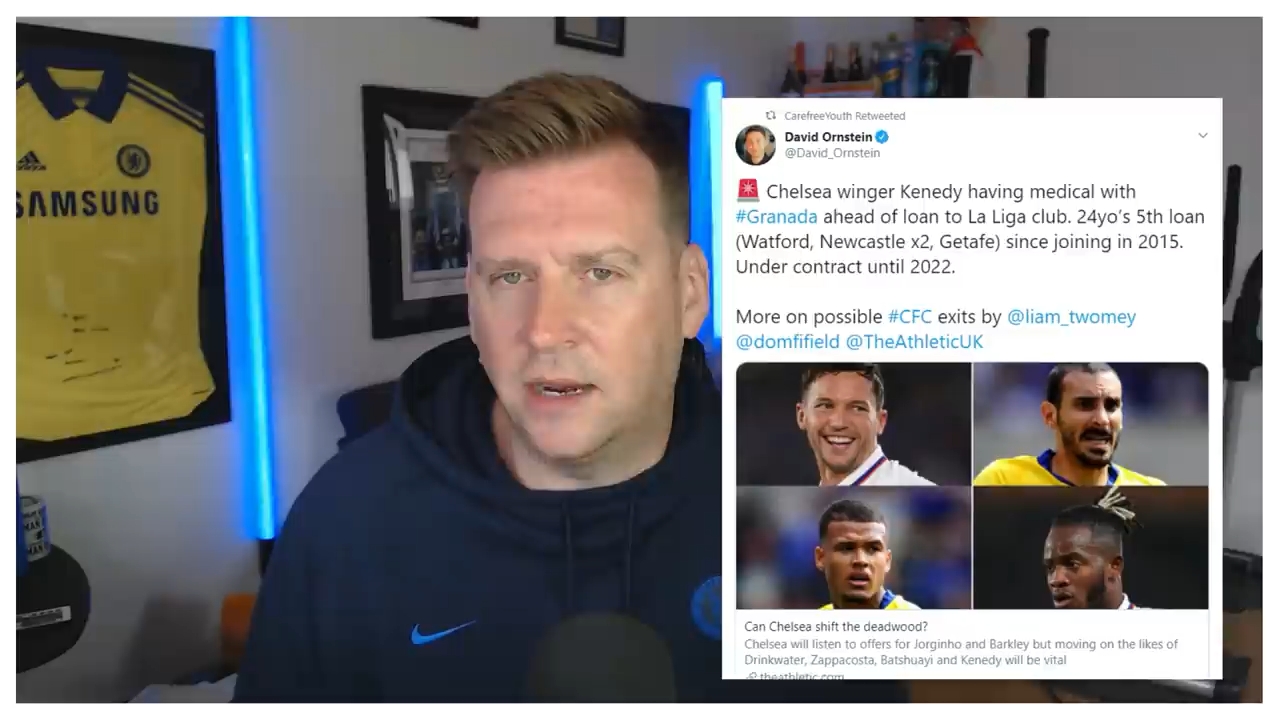 SAMSUNG
CarefreeYouth Retweeted
David Ornstein
@David_Ornstein
Chelsea winger Kenedy having medical with
#Granada ahead of loan to La Liga club. 24yo's 5th loan
(Watford, Newcastle x2, Getafe) since joining in 2015.
Under contract until 2022.
More on possible #CFC exits by @liam_twomey
@domfifield @TheAthleticUK
Can Chelsea shift the deadwood?
Chelsea will listen to offers for Jorginho and Barkley but moving on the likes of
Drinkwater, Zappacosta, Batshuayi and Kenedy will be vital
theathletic.com